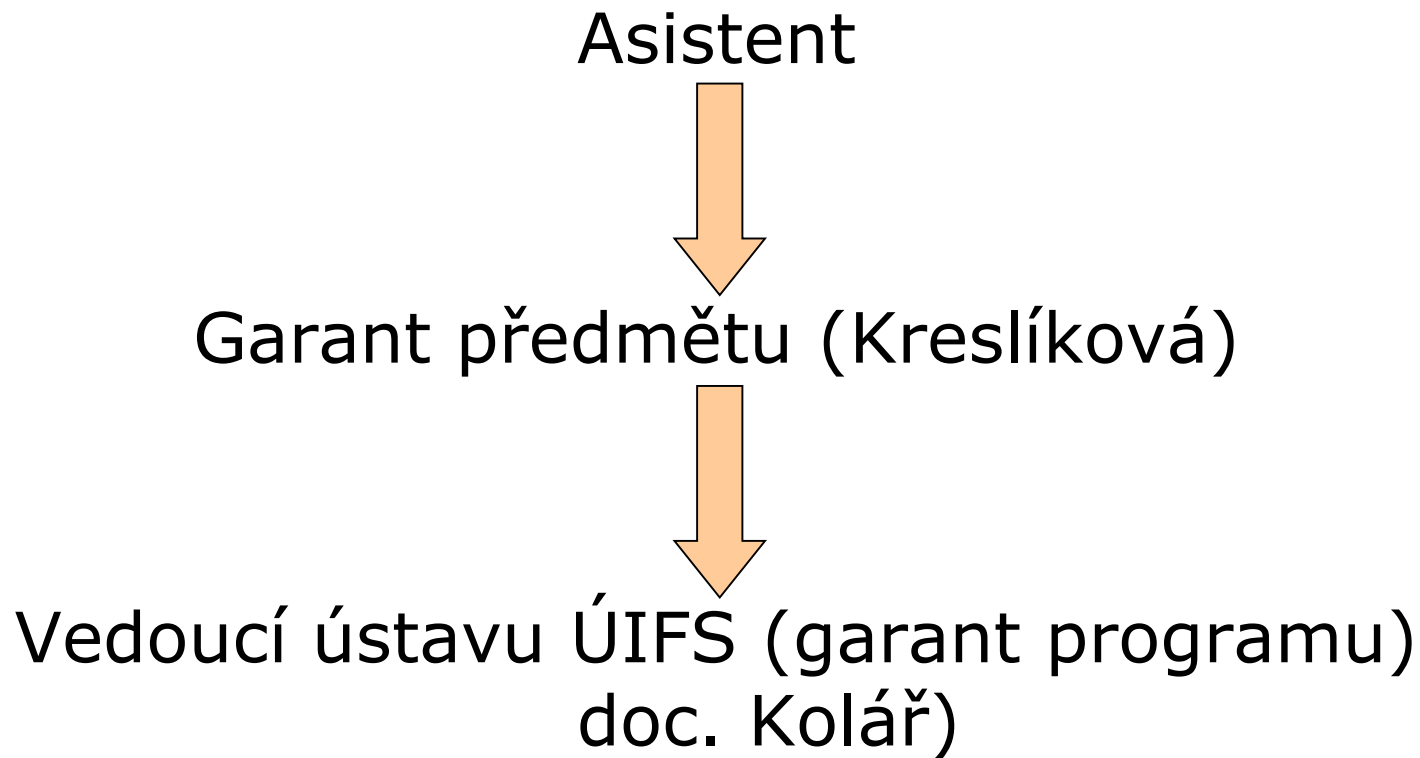 Asistent
Garant předmětu (Kreslíková)
Vedoucí ústavu ÚIFS (garant programu)
doc. Kolář)